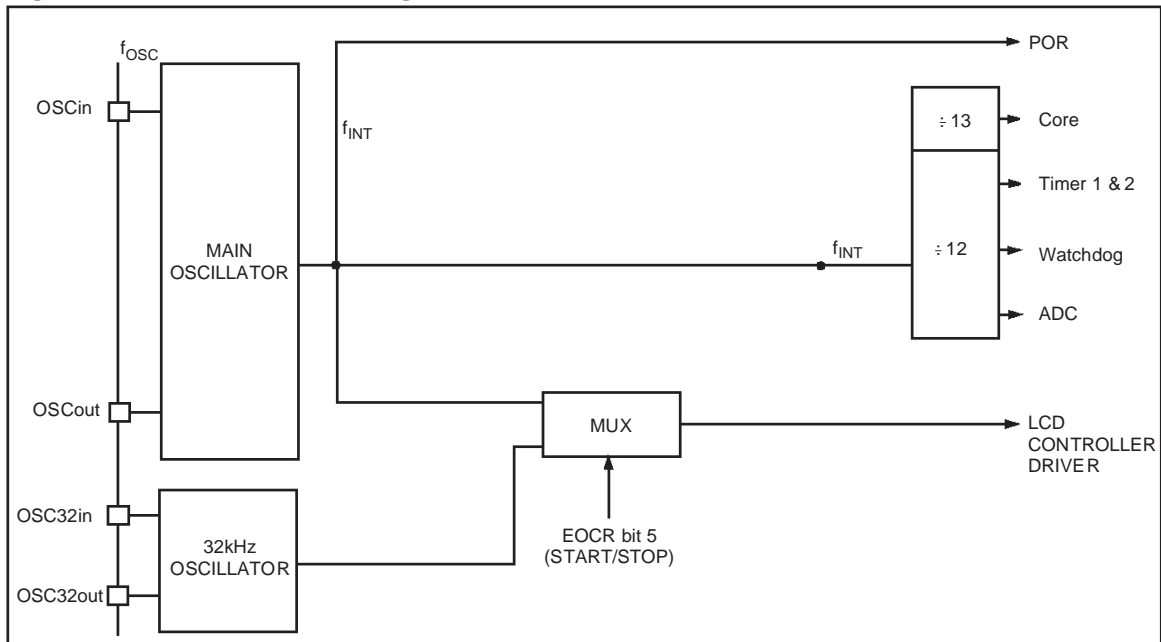 fOSC
OSCin
MAIN
OSCILLATOR
OSCout
OSC32in
32kHz
OSCILLATOR
OSC32out
fINT
fINT
MUX
EOCR bit 5
(START/STOP)
POR
÷ 13
Core
÷ 12
Timer 1 & 2
Watchdog
ADC
LCD
CONTROLLER
DRIVER